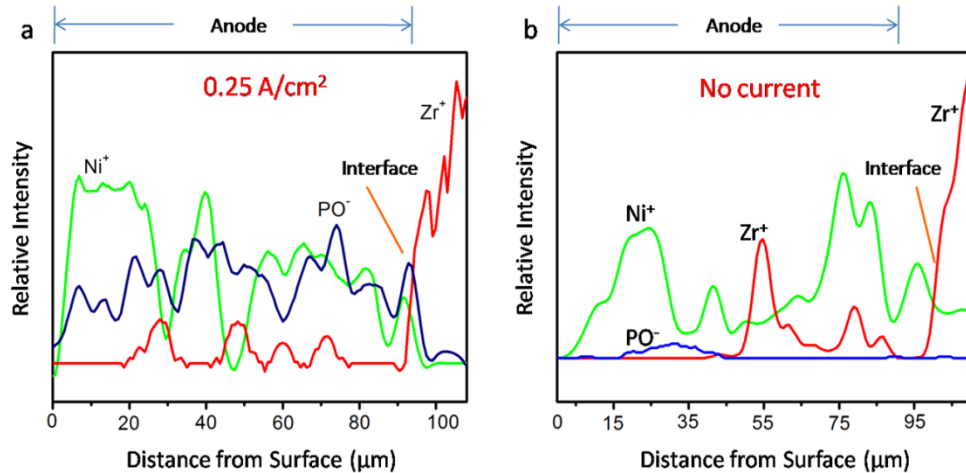 a
Anode
0.25 A/cm²
Zr⁺
Ni⁺
Interface
PO⁻
Relative Intensity
0 20 40 60 80 100
Distance from Surface (μm)
b
Anode
No current
Zr⁺
Interface
Ni⁺
Zr⁺
PO⁻
Relative Intensity
0 15 35 55 75 95
Distance from Surface (μm)